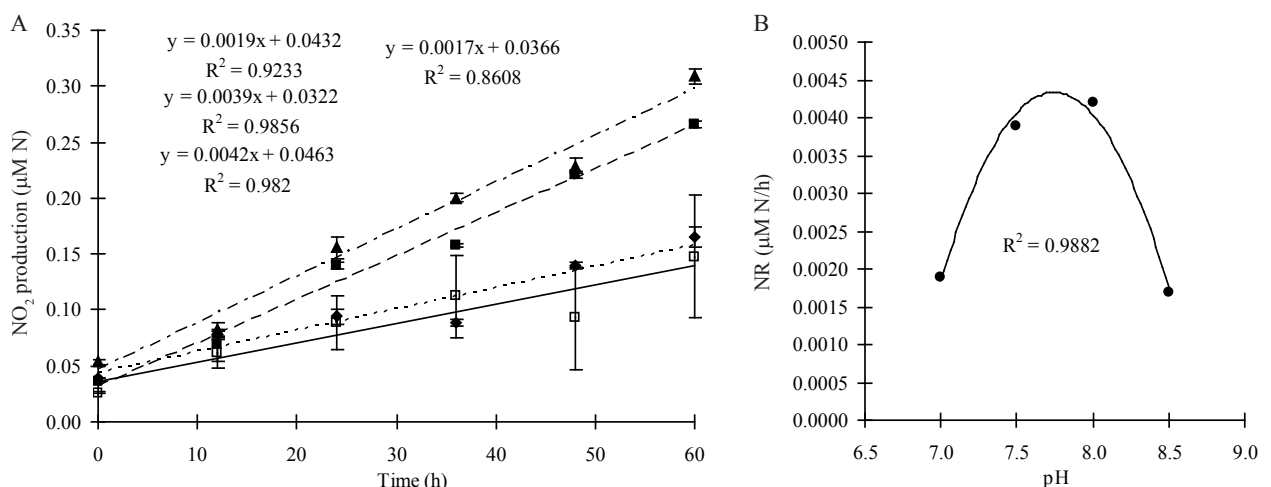 A
NO2 production (μM N)
0.35
0.30
0.25
0.20
0.15
0.10
0.05
0.00
y = 0.0019x + 0.0432
R² = 0.9233
y = 0.0039x + 0.0322
R² = 0.9856
y = 0.0042x + 0.0463
R² = 0.982
y = 0.0017x + 0.0366
R² = 0.8608
0 10 20 30 40 50 60
Time (h)
B
NR (μM N/h)
0.0050
0.0045
0.0040
0.0035
0.0030
0.0025
0.0020
0.0015
0.0010
0.0005
0.0000
R² = 0.9882
6.5 7.0 7.5 8.0 8.5 9.0
pH